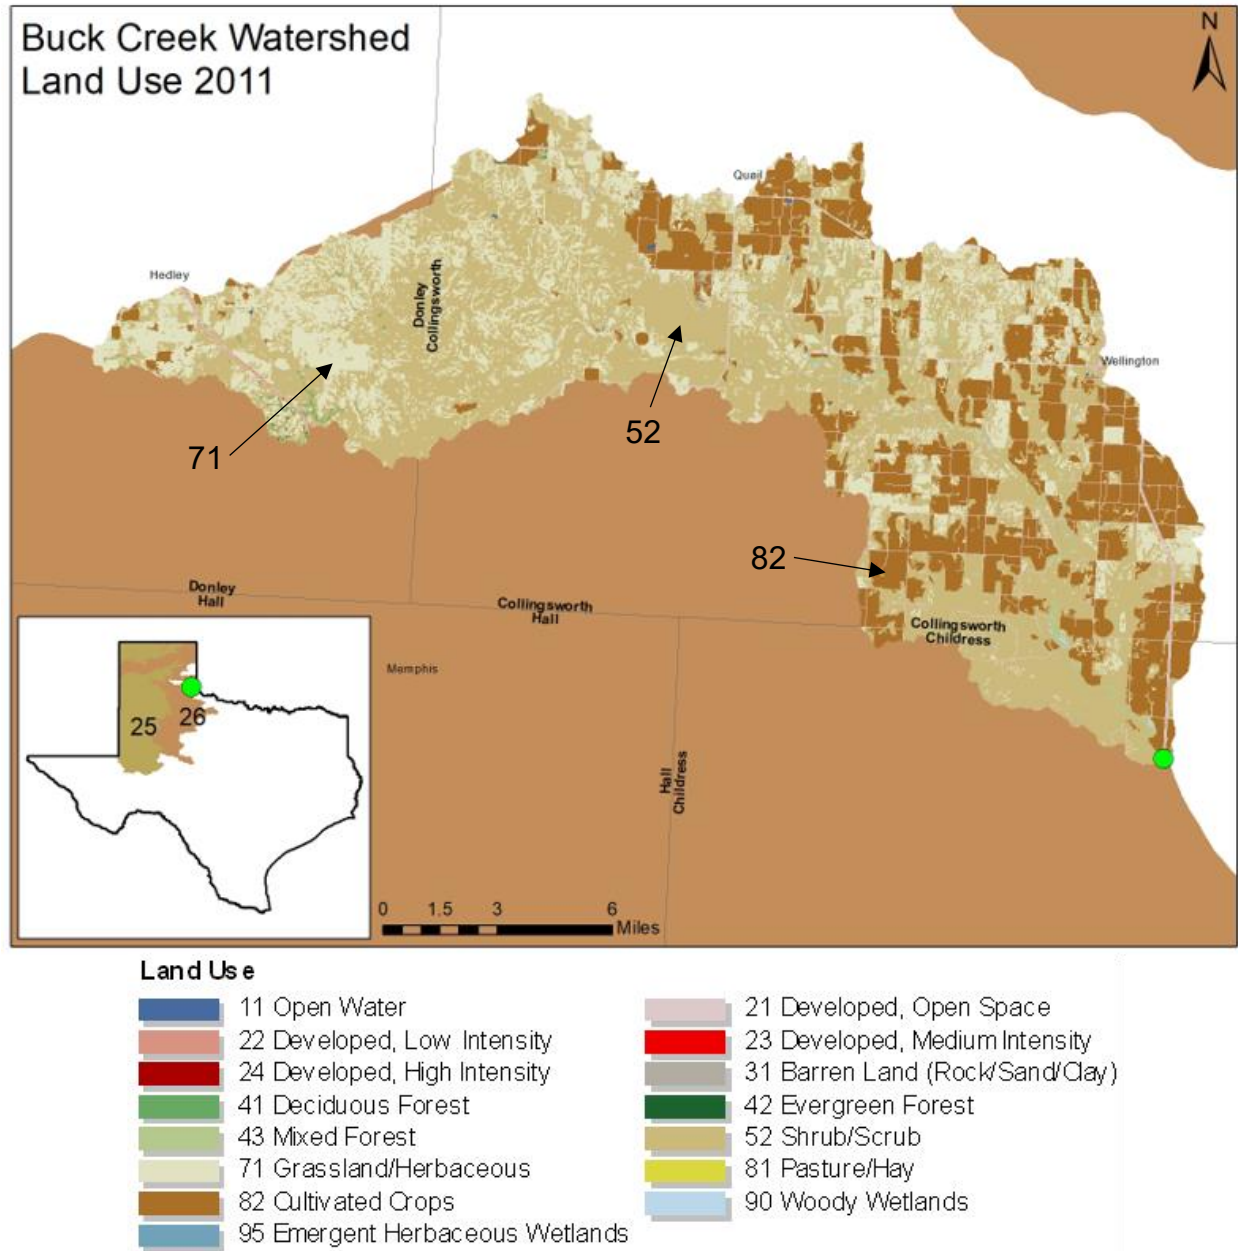 Buck Creek Watershed
Land Use 2011
N
Quail
Hedley
Donley
Collingsworth
Wellington
71
52
82
Donley
Hall
Collingsworth
Hall
Collingsworth
Childress
Memphis
25
26
Hall
Childress
0 1.5 3 6
Miles
Land Use
11 Open Water
22 Developed, Low Intensity
24 Developed, High Intensity
41 Deciduous Forest
43 Mixed Forest
71 Grassland/Herbaceous
82 Cultivated Crops
95 Emergent Herbaceous Wetlands
21 Developed, Open Space
23 Developed, Medium Intensity
31 Barren Land (Rock/Sand/Clay)
42 Evergreen Forest
52 Shrub/Scrub
81 Pasture/Hay
90 Woody Wetlands